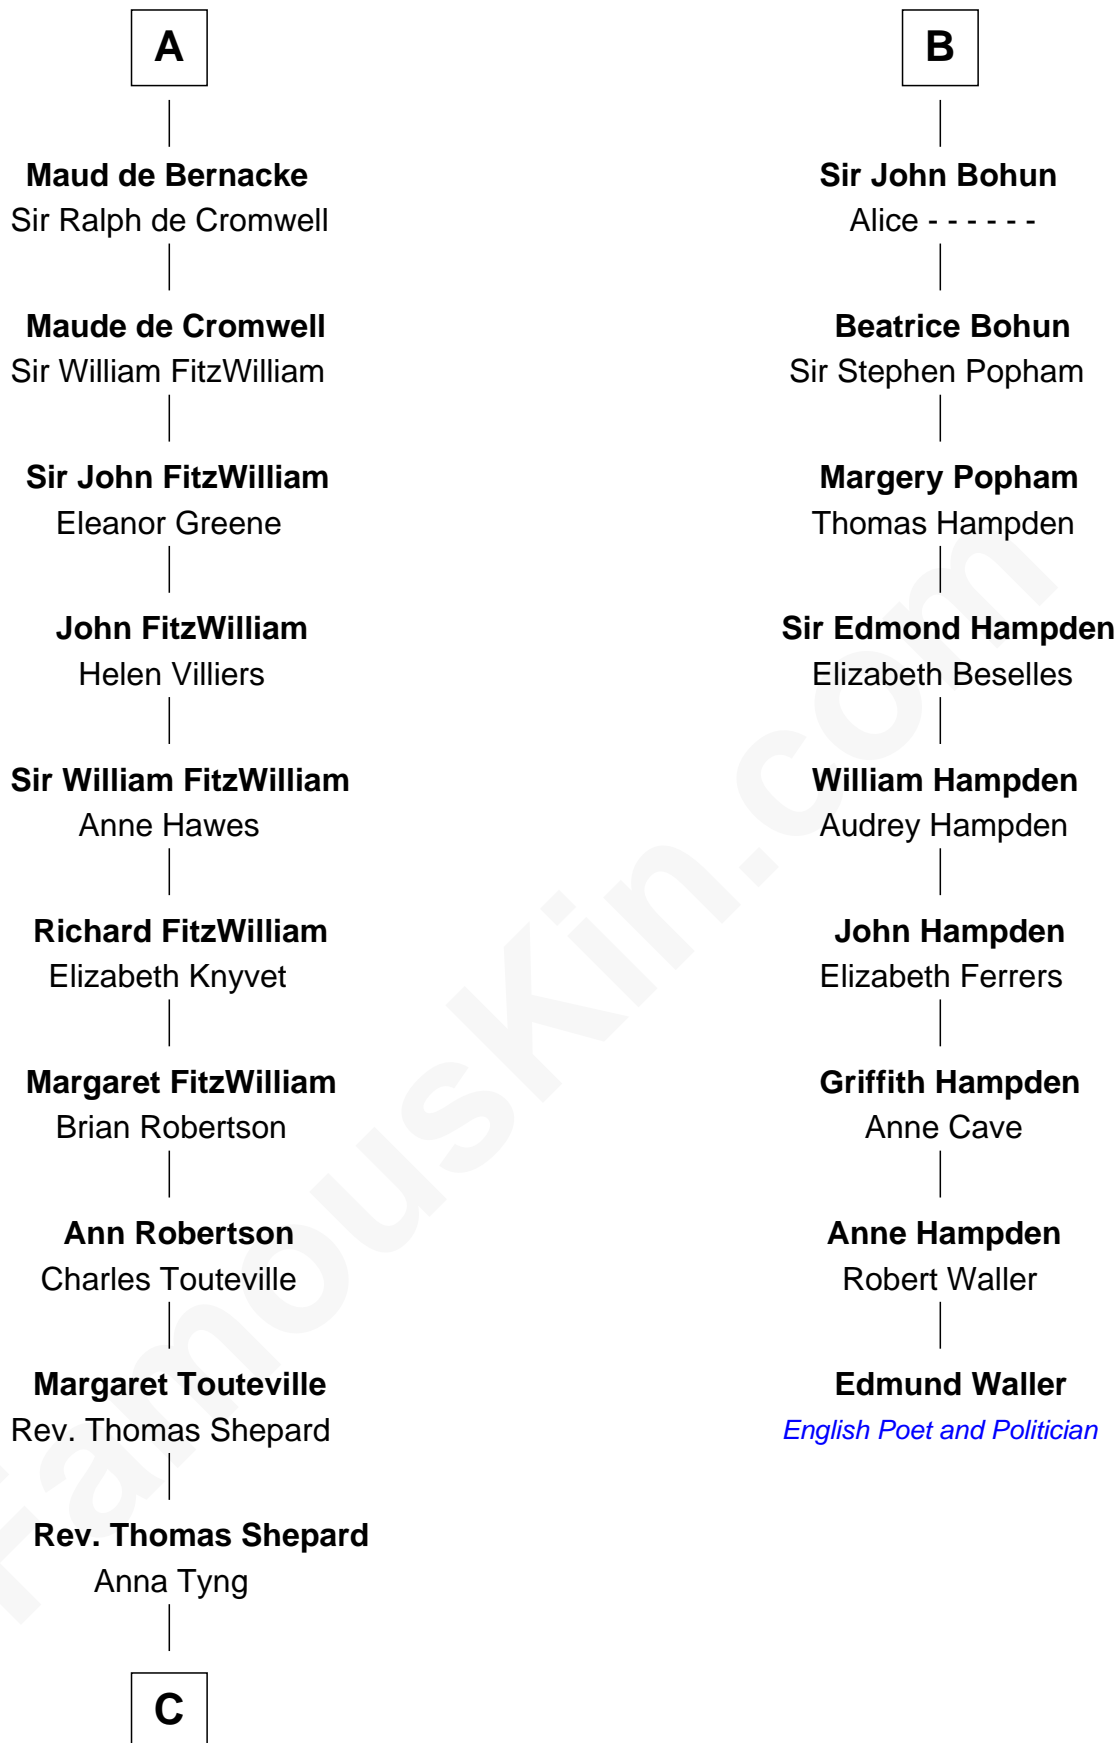 A
Maud de Bernacke
Sir Ralph de Cromwell
Maude de Cromwell
Sir William FitzWilliam
Sir John FitzWilliam
Eleanor Greene
John FitzWilliam
Helen Villiers
Sir William FitzWilliam
Anne Hawes
Richard FitzWilliam
Elizabeth Knyvet
Margaret FitzWilliam
Brian Robertson
Ann Robertson
Charles Touteville
Margaret Touteville
Rev. Thomas Shepard
Rev. Thomas Shepard
Anna Tyng
C
B
Sir John Bohun
Alice - - - - - -
Beatrice Bohun
Sir Stephen Popham
Margery Popham
Thomas Hampden
Sir Edmond Hampden
Elizabeth Beselles
William Hampden
Audrey Hampden
John Hampden
Elizabeth Ferrers
Griffith Hampden
Anne Cave
Anne Hampden
Robert Waller
Edmund Waller
English Poet and Politician
FamousKin.com